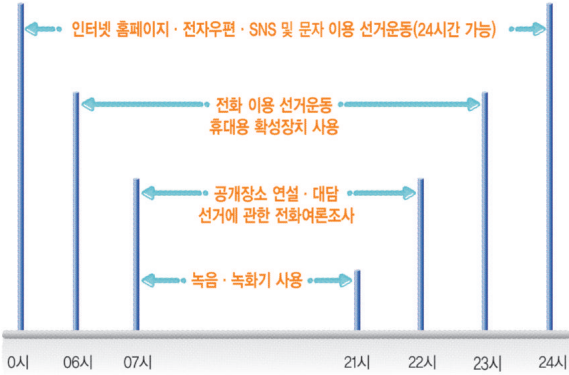 인터넷 홈페이지 · 전자우편 · SNS 및 문자 이용 선거운동(24시간 가능)
전화 이용 선거운동
휴대용 확성장치 사용
공개장소 연설 · 대담
선거에 관한 전화여론조사
녹음 · 녹화기 사용
0시 06시 07시 21시 22시 23시 24시